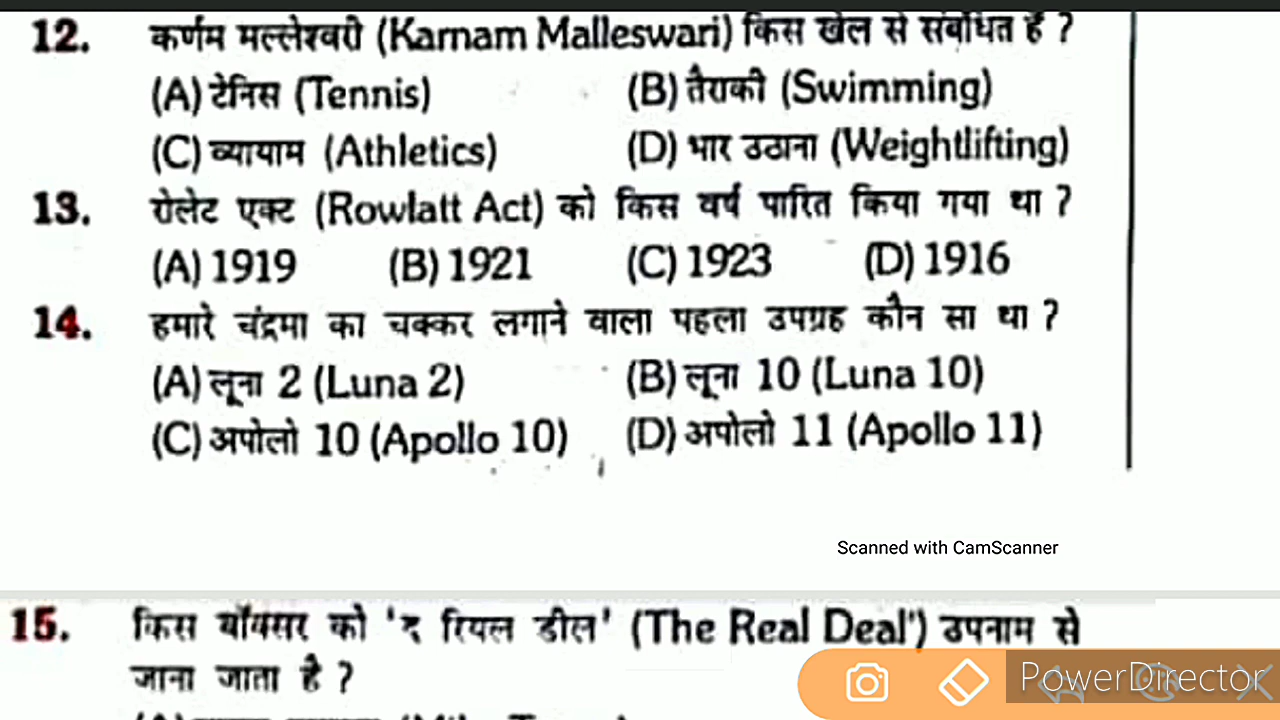 12. कर्णम मल्लेश्वरी (Karnam Malleswari) किस खेल से संबंधित हैं ?
(A) टेनिस (Tennis) (B) तैराकी (Swimming)
(C) व्यायाम (Athletics) (D) भार उठाना (Weightlifting)
13. रोलेट एक्ट (Rowlatt Act) को किस वर्ष पारित किया गया था ?
(A) 1919 (B) 1921 (C) 1923 (D) 1916
14. हमारे चंद्रमा का चक्कर लगाने वाला पहला उपग्रह कौन सा था ?
(A) लूना 2 (Luna 2) (B) लूना 10 (Luna 10)
(C) अपोलो 10 (Apollo 10) (D) अपोलो 11 (Apollo 11)
Scanned with CamScanner
15. किस बॉक्सर को 'द रियल डील' (The Real Deal') उपनाम से
जाना जाता है ?
PowerDirector